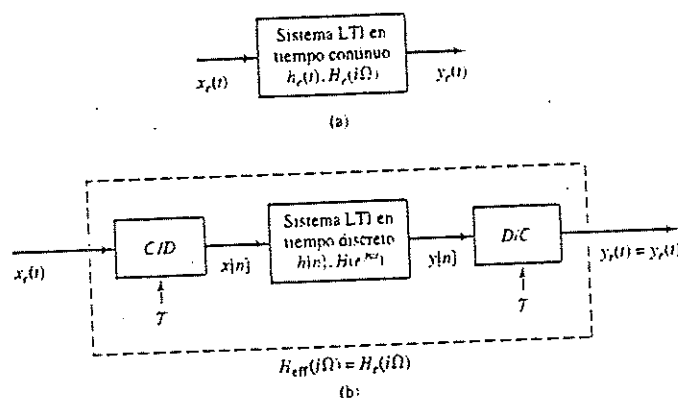 Sistema LTI en
tiempo continuo
h_c(t), H_c(jΩ)
x_c(t)
y_c(t)
(a)
C/D
Sistema LTI en
tiempo discreto
h[n], H(e^jω)
D/C
x_c(t)
x[n]
y[n]
y_r(t) = y_c(t)
T
T
H_eff(jΩ) = H_c(jΩ)
(b)